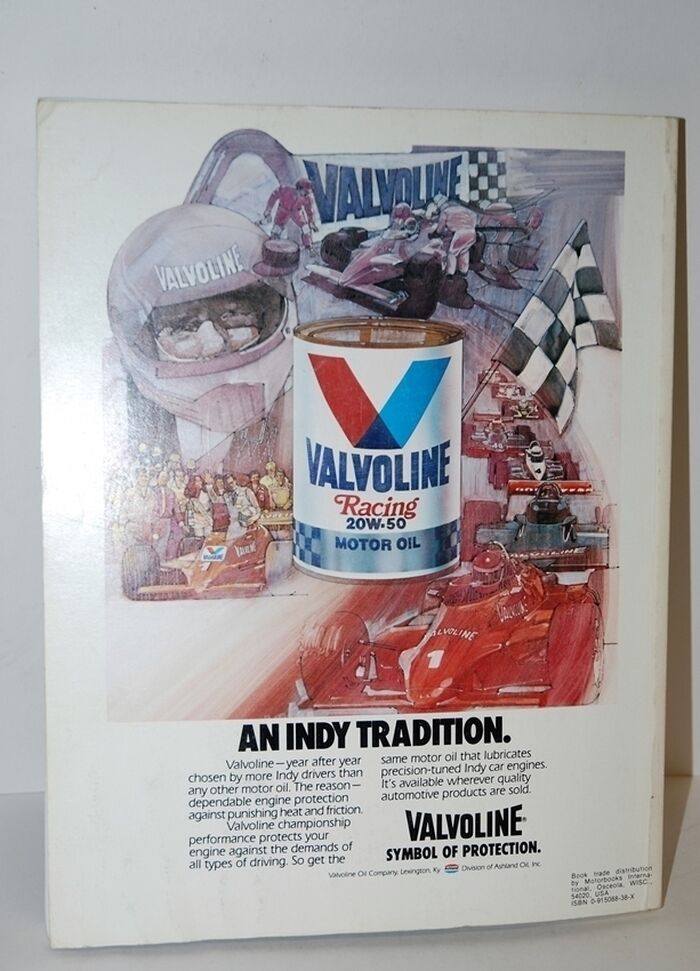 VALVOLINE
VALVOLINE
VALVOLINE
Racing
20W-50
MOTOR OIL
VALVOLINE
VALVOLINE
VALVOLINE
1
AN INDY TRADITION.
Valvoline—year after year
chosen by more Indy drivers than
any other motor oil. The reason—
dependable engine protection
against punishing heat and friction.
Valvoline championship
performance protects your
engine against the demands of
all types of driving. So get the
same motor oil that lubricates
precision-tuned Indy car engines.
It's available wherever quality
automotive products are sold.
VALVOLINE®
SYMBOL OF PROTECTION.
Valvoline Oil Company, Lexington, Ky Division of Ashland Oil, Inc.
Book trade distribution
by Motorbooks Interna-
tional, Osceola, WISC.,
54020, USA
ISBN 0-915088-38-X